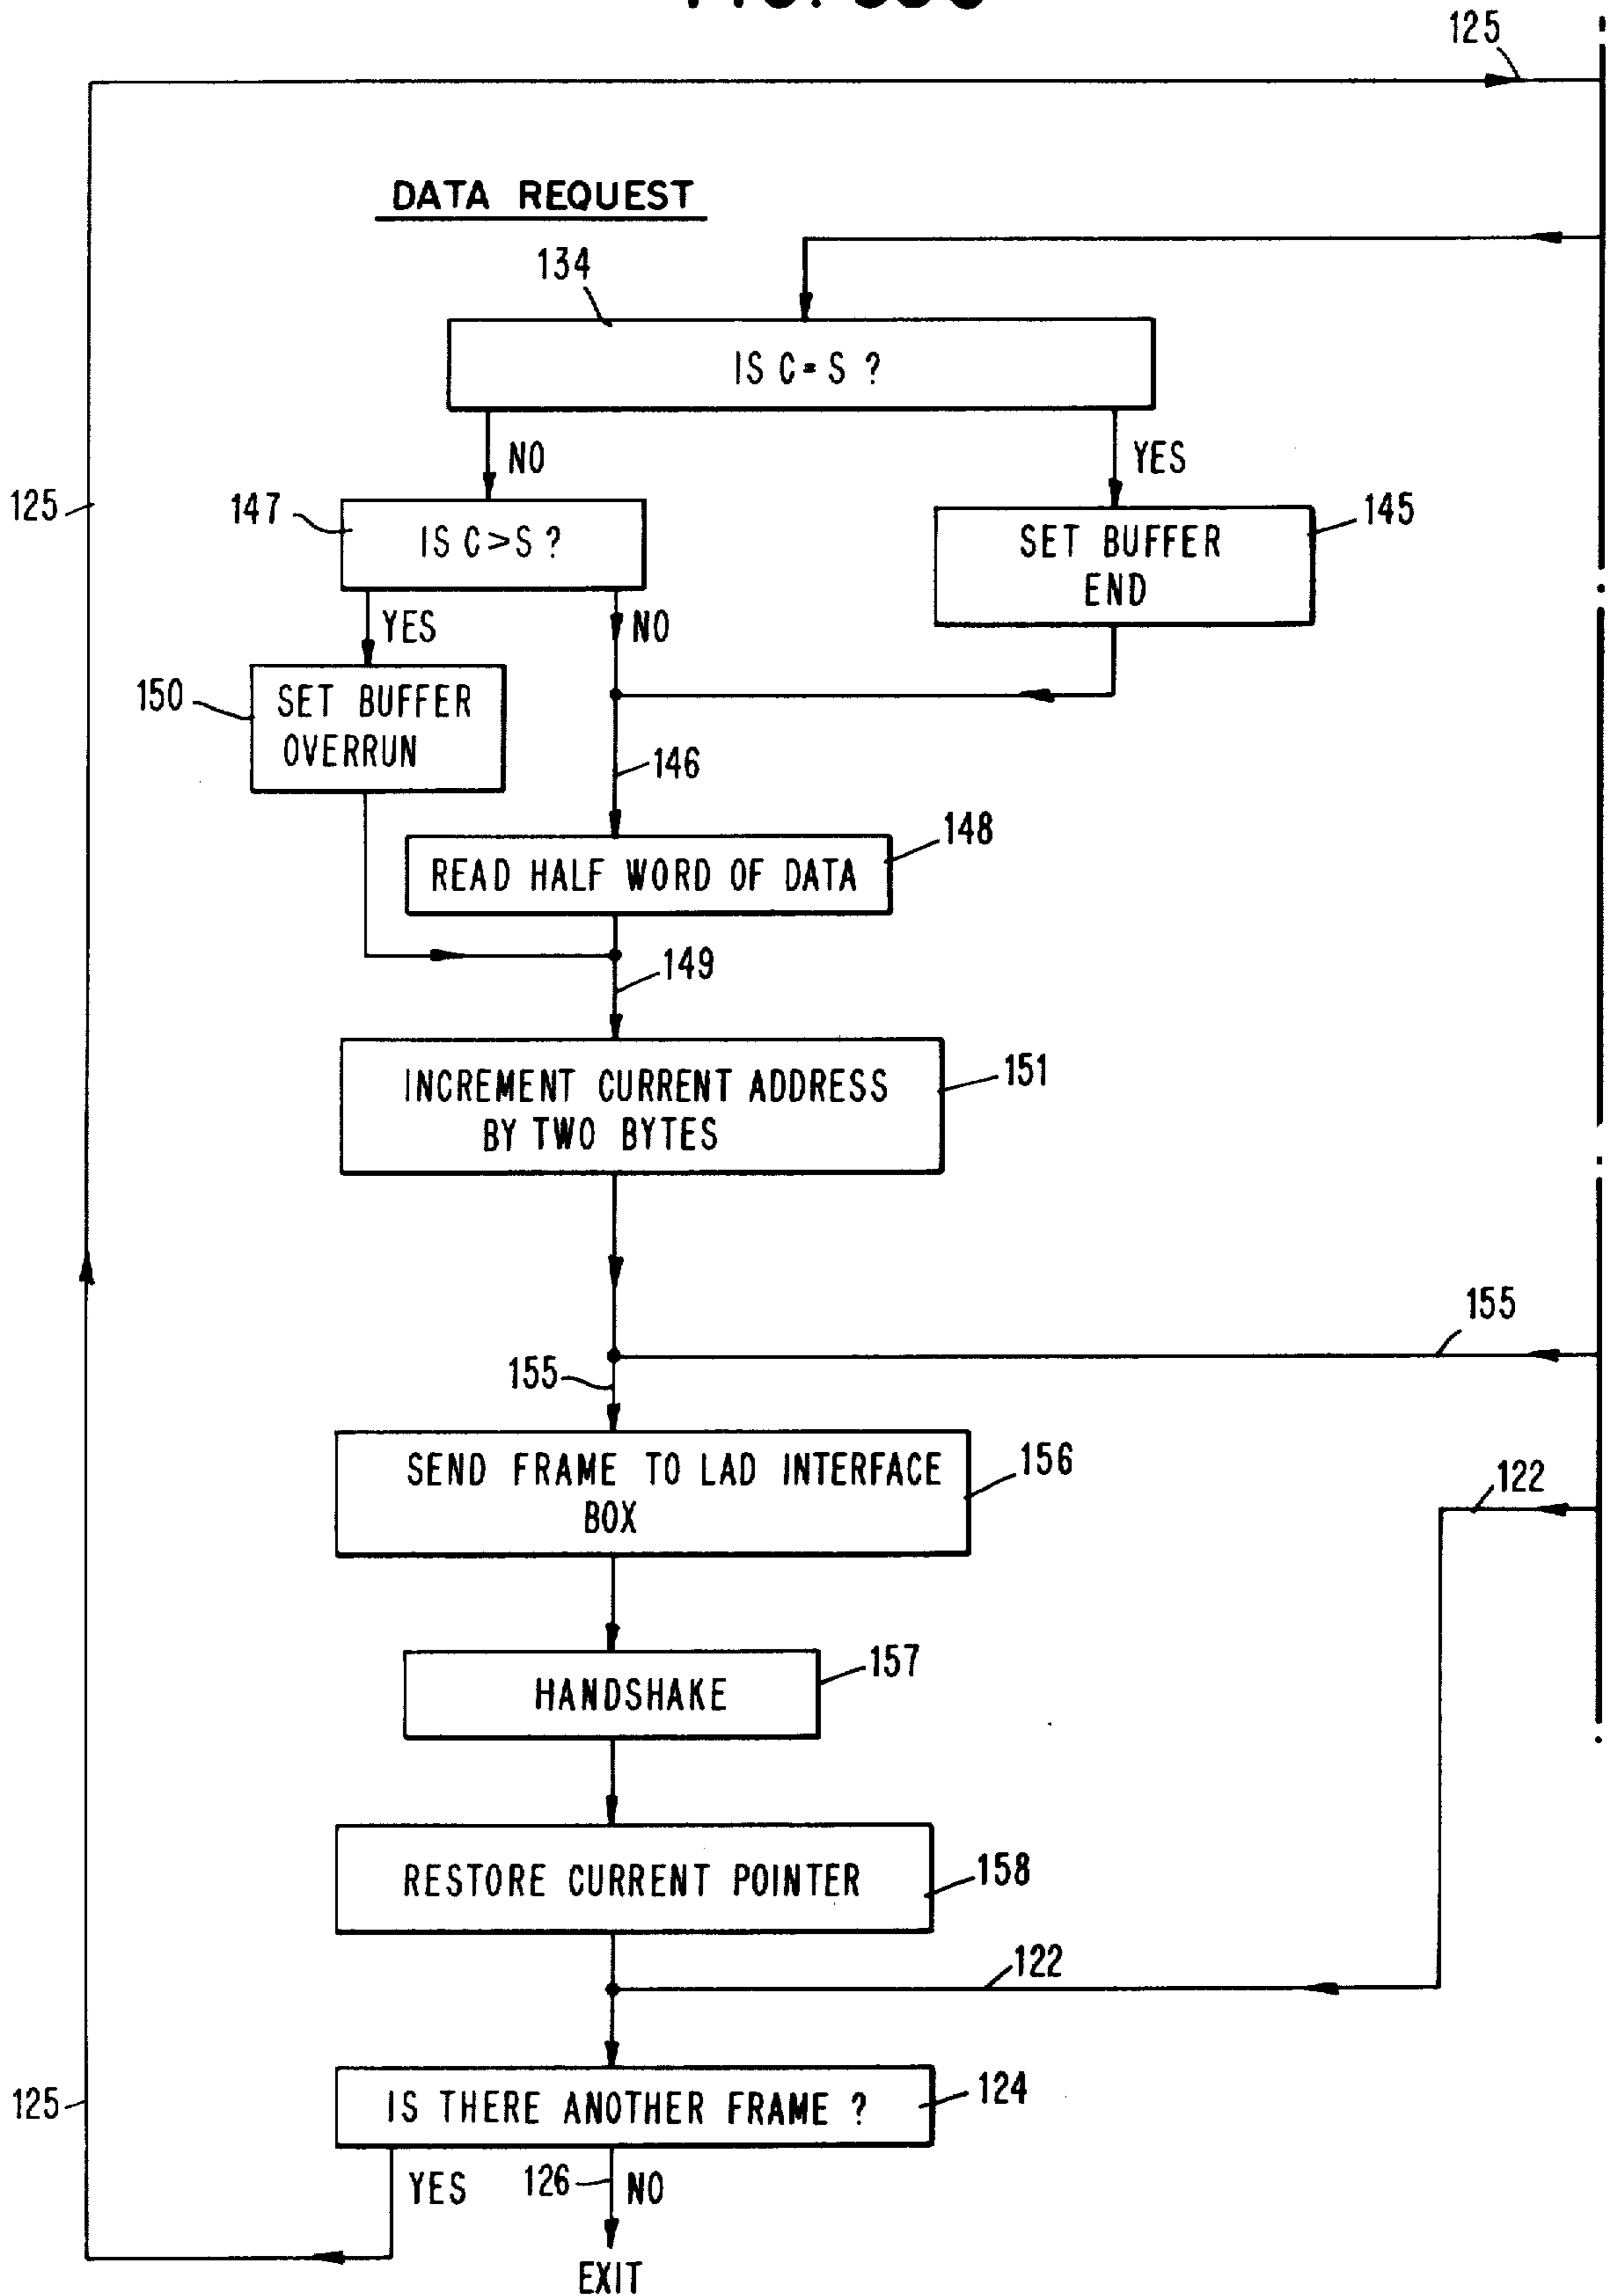 125
DATA REQUEST
134
IS C=S ?
NO
YES
125
147
IS C>S ?
145
SET BUFFER
END
YES
NO
150
SET BUFFER
OVERRUN
146
148
READ HALF WORD OF DATA
149
INCREMENT CURRENT ADDRESS
BY TWO BYTES
151
155
155
SEND FRAME TO LAD INTERFACE
BOX
156
122
157
HANDSHAKE
RESTORE CURRENT POINTER
158
122
125
IS THERE ANOTHER FRAME ?
124
YES
126
NO
EXIT